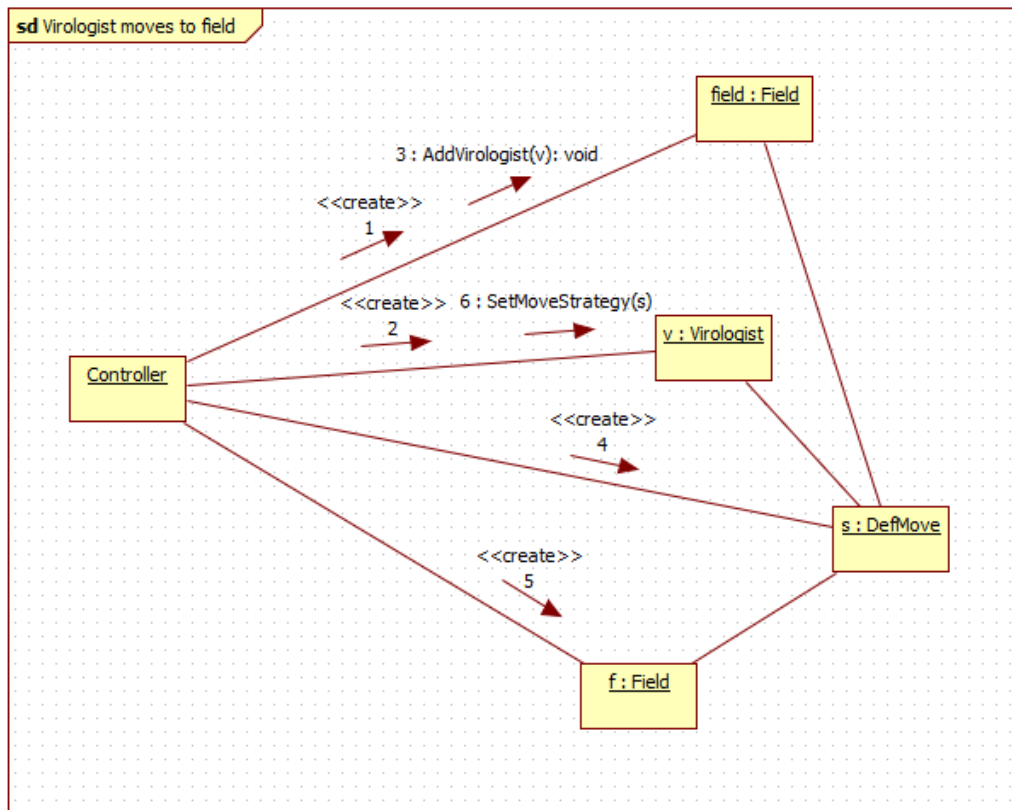 sd Virologist moves to field
field : Field
3 : AddVirologist(v): void
<<create>>
1
<<create>>
2
6 : SetMoveStrategy(s)
v : Virologist
Controller
<<create>>
4
s : DefMove
<<create>>
5
f : Field